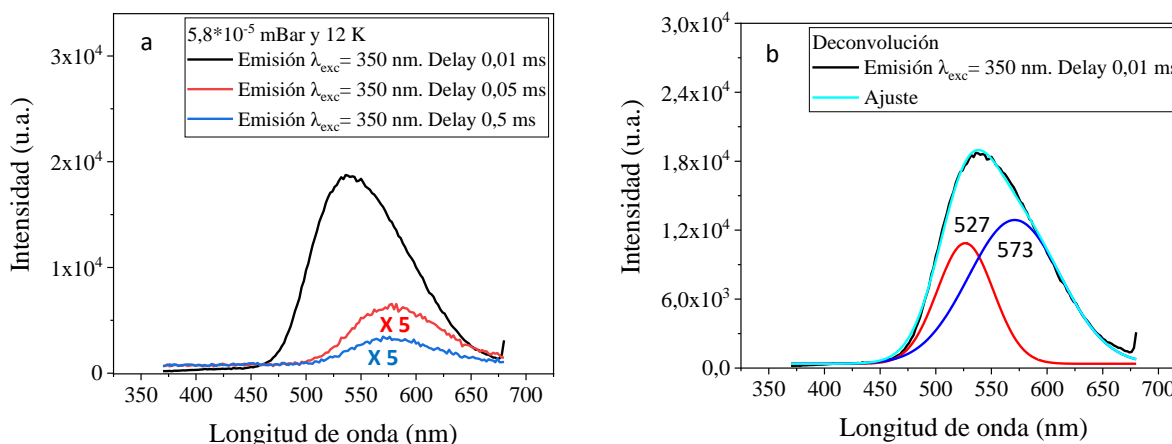 a
5,8*10⁻⁵ mBar y 12 K
Emisión λexc= 350 nm. Delay 0,01 ms
Emisión λexc= 350 nm. Delay 0,05 ms
Emisión λexc= 350 nm. Delay 0,5 ms
Intensidad (u.a.)
3x10⁴
2x10⁴
1x10⁴
0
X 5
X 5
350 400 450 500 550 600 650 700
Longitud de onda (nm)
b
Deconvolución
Emisión λexc= 350 nm. Delay 0,01 ms
Ajuste
Intensidad (u.a.)
3,0x10⁴
2,4x10⁴
1,8x10⁴
1,2x10⁴
6,0x10³
0,0
527
573
350 400 450 500 550 600 650 700
Longitud de onda (nm)